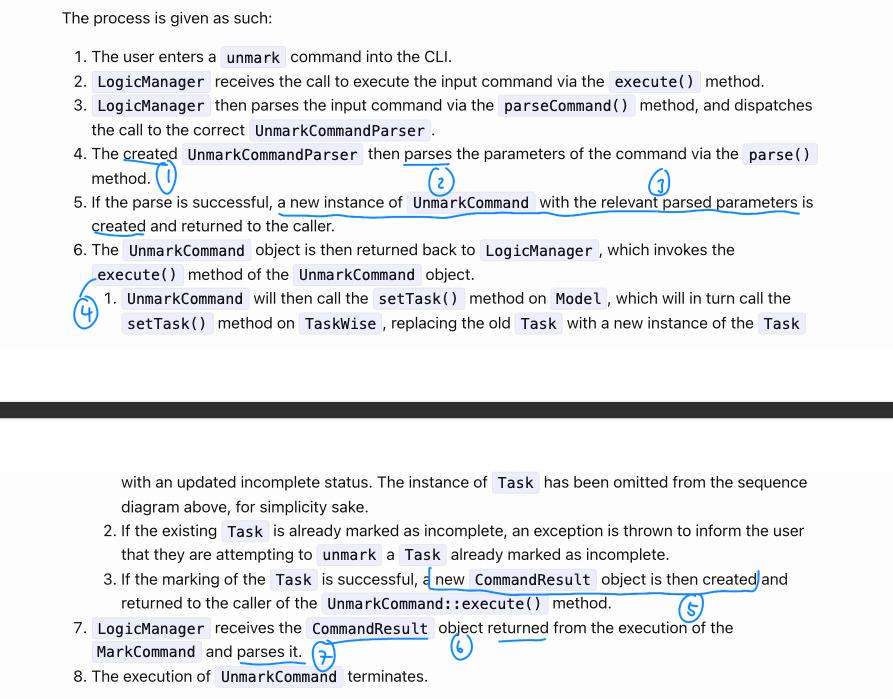 The process is given as such:
1. The user enters a unmark command into the CLI.
2. LogicManager receives the call to execute the input command via the execute() method.
3. LogicManager then parses the input command via the parseCommand() method, and dispatches
the call to the correct UnmarkCommandParser .
4. The created UnmarkCommandParser then parses the parameters of the command via the parse()
method. 1 2 3
5. If the parse is successful, a new instance of UnmarkCommand with the relevant parsed parameters is
created and returned to the caller.
6. The UnmarkCommand object is then returned back to LogicManager , which invokes the
execute() method of the UnmarkCommand object.
4 1. UnmarkCommand will then call the setTask() method on Model , which will in turn call the
setTask() method on TaskWise , replacing the old Task with a new instance of the Task
with an updated incomplete status. The instance of Task has been omitted from the sequence
diagram above, for simplicity sake.
2. If the existing Task is already marked as incomplete, an exception is thrown to inform the user
that they are attempting to unmark a Task already marked as incomplete.
3. If the marking of the Task is successful, a new CommandResult object is then created and
returned to the caller of the UnmarkCommand::execute() method. 5
7. LogicManager receives the CommandResult object returned from the execution of the
MarkCommand and parses it. 7 6
8. The execution of UnmarkCommand terminates.